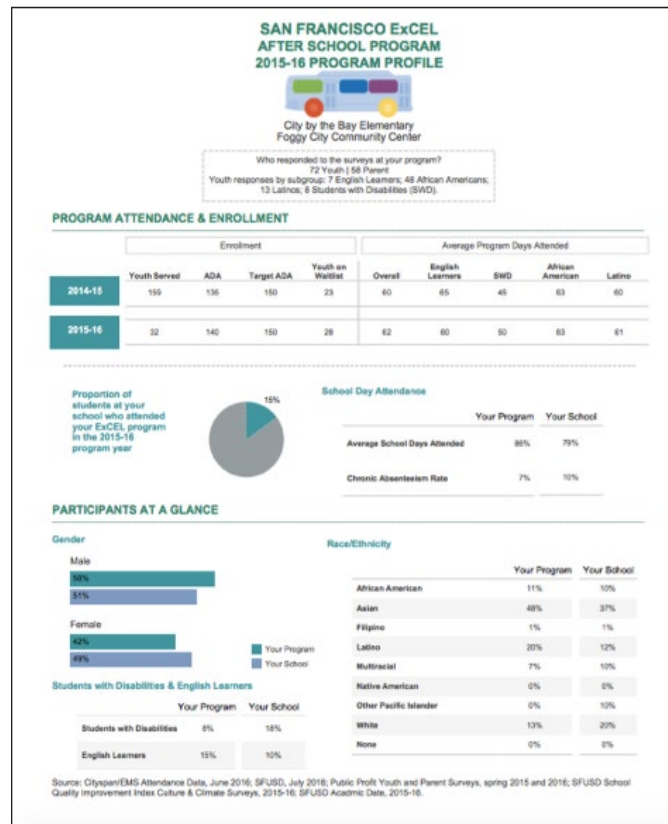 SAN FRANCISCO ExCEL
AFTER SCHOOL PROGRAM
2015-16 PROGRAM PROFILE
City by the Bay Elementary
Foggy City Community Center
Who responded to the surveys at your program?
72 Youth | 58 Parent
Youth responses by subgroup: 7 English Learners; 48 African Americans;
13 Latinos; 8 Students with Disabilities (SWD).
PROGRAM ATTENDANCE & ENROLLMENT
Enrollment Average Program Days Attended
Youth Served ADA Target ADA Youth on Waitlist Overall English Learners SWD African American Latino
2014-15 159 136 150 23 60 65 45 63 60
2015-16 32 140 150 28 62 60 50 63 61
Proportion of
students at your
school who attended
your ExCEL program
in the 2015-16
program year
15%
School Day Attendance
Your Program Your School
Average School Days Attended 86% 79%
Chronic Absenteeism Rate 7% 10%
PARTICIPANTS AT A GLANCE
Gender
Male
58%
51%
Female
42%
49%
Your Program
Your School
Students with Disabilities & English Learners
Your Program Your School
Students with Disabilities 8% 18%
English Learners 15% 10%
Race/Ethnicity
Your Program Your School
African American 11% 10%
Asian 48% 37%
Filipino 1% 1%
Latino 20% 12%
Multiracial 7% 10%
Native American 0% 0%
Other Pacific Islander 0% 10%
White 13% 20%
None 0% 0%
Source: Cityspan/EMS Attendance Data, June 2016; SFUSD, July 2016; Public Profit Youth and Parent Surveys, spring 2015 and 2016; SFUSD School
Quality Improvement Index Culture & Climate Surveys, 2015-16; SFUSD Acadmic Date, 2015-16.